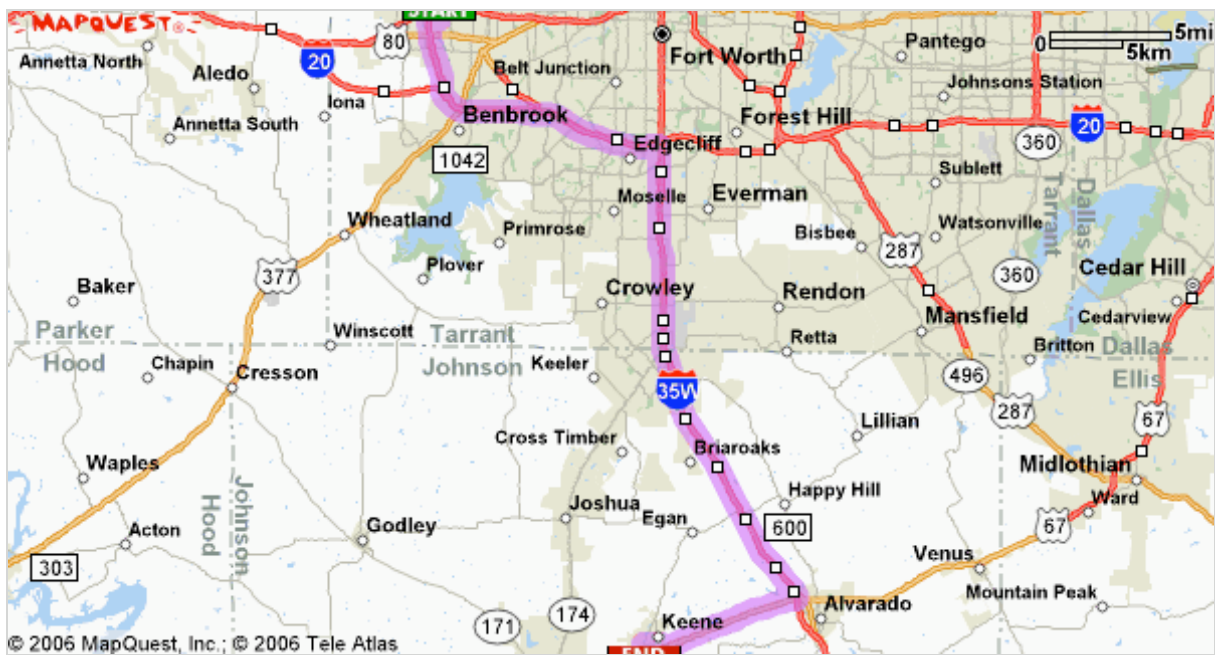 MAPQUEST
START
80
Annetta North
20
Aledo
Belt Junction
Fort Worth
Pantego
0 5mi
5km
Iona
Johnsons Station
Annetta South
Benbrook
Forest Hill
20
360
1042
Edgecliff
Sublett
Moselle
Everman
Tarrant
Dallas
Wheatland
Primrose
Bisbee
Watsonville
287
377
Plover
360
Cedar Hill
Baker
Crowley
Rendon
Mansfield
Cedarview
Parker
Hood
Winscott
Tarrant
Johnson
Retta
Britton
Dallas
Ellis
Chapin
Cresson
Keeler
35W
496
287
67
Cross Timber
Briaroaks
Lillian
Waples
Midlothian
Johnson
Hood
Joshua
Happy Hill
Ward
Acton
Godley
Egan
600
67
Venus
303
Mountain Peak
171
174
Keene
Alvarado
END
© 2006 MapQuest, Inc.; © 2006 Tele Atlas